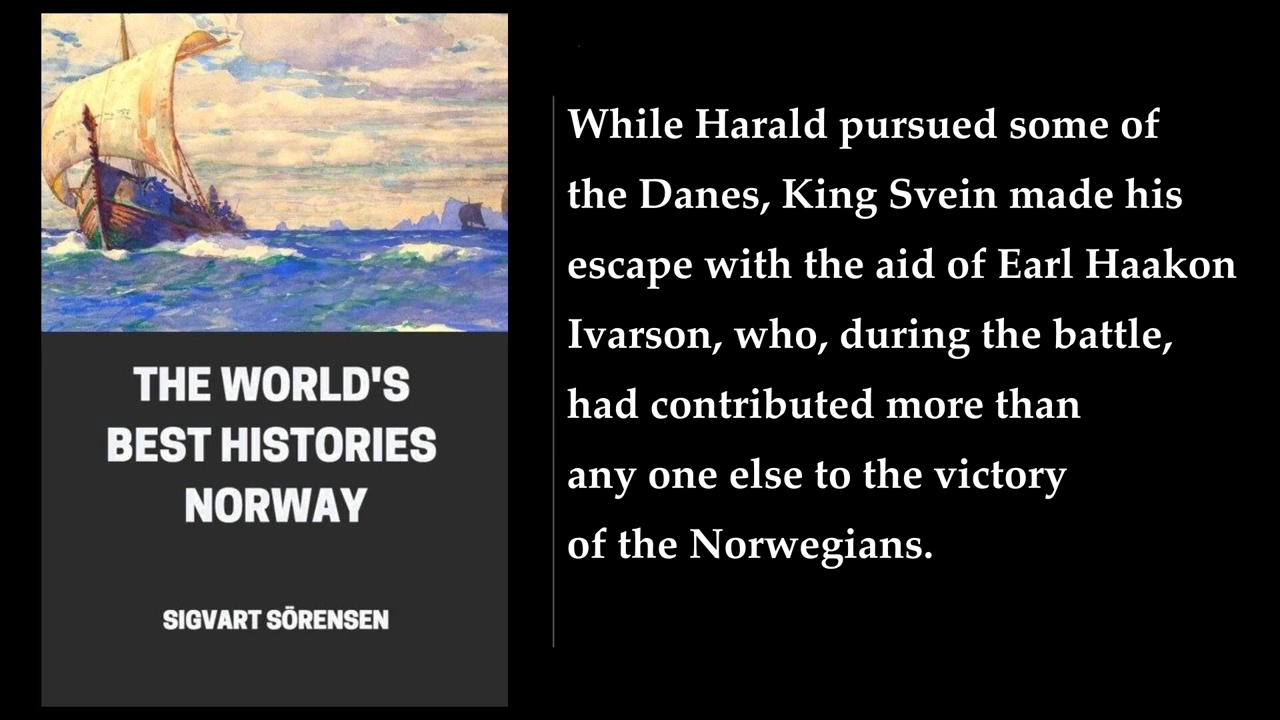 THE WORLD'S
BEST HISTORIES
NORWAY
SIGVART SÖRENSEN
While Harald pursued some of
the Danes, King Svein made his
escape with the aid of Earl Haakon
Ivarson, who, during the battle,
had contributed more than
any one else to the victory
of the Norwegians.